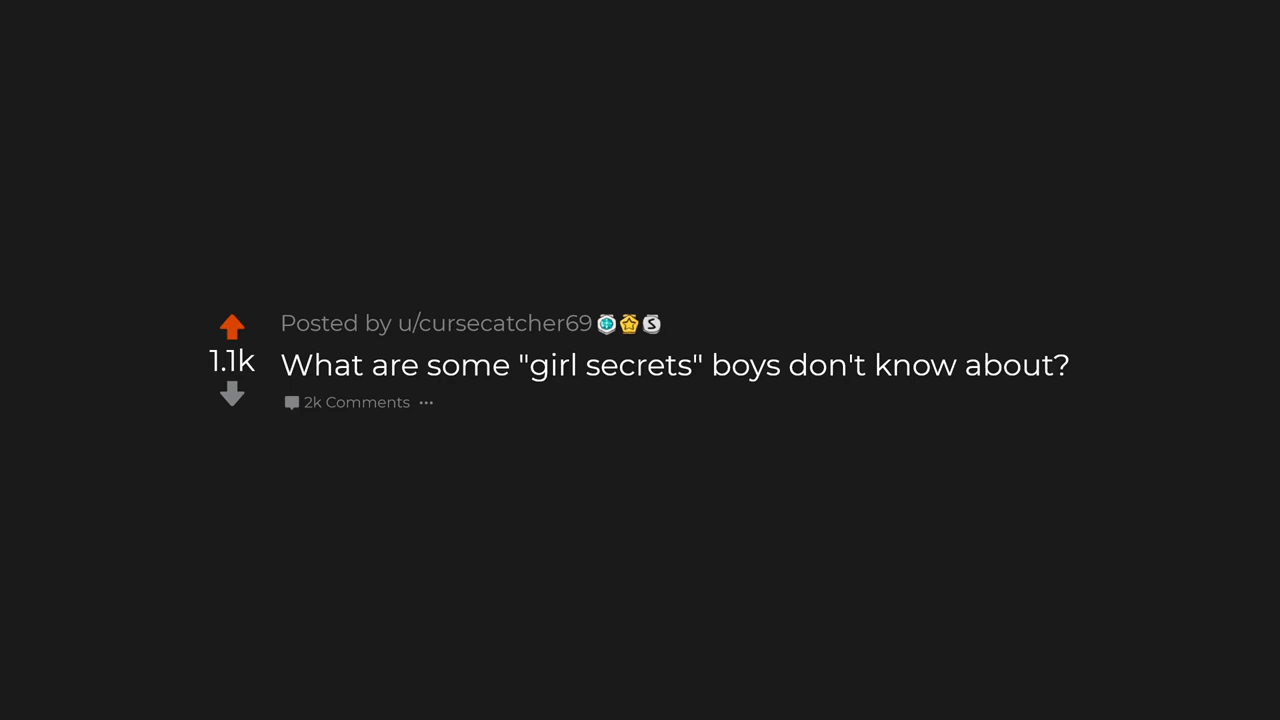 Posted by u/cursecatcher69
1.1k
What are some "girl secrets" boys don't know about?
2k Comments ...